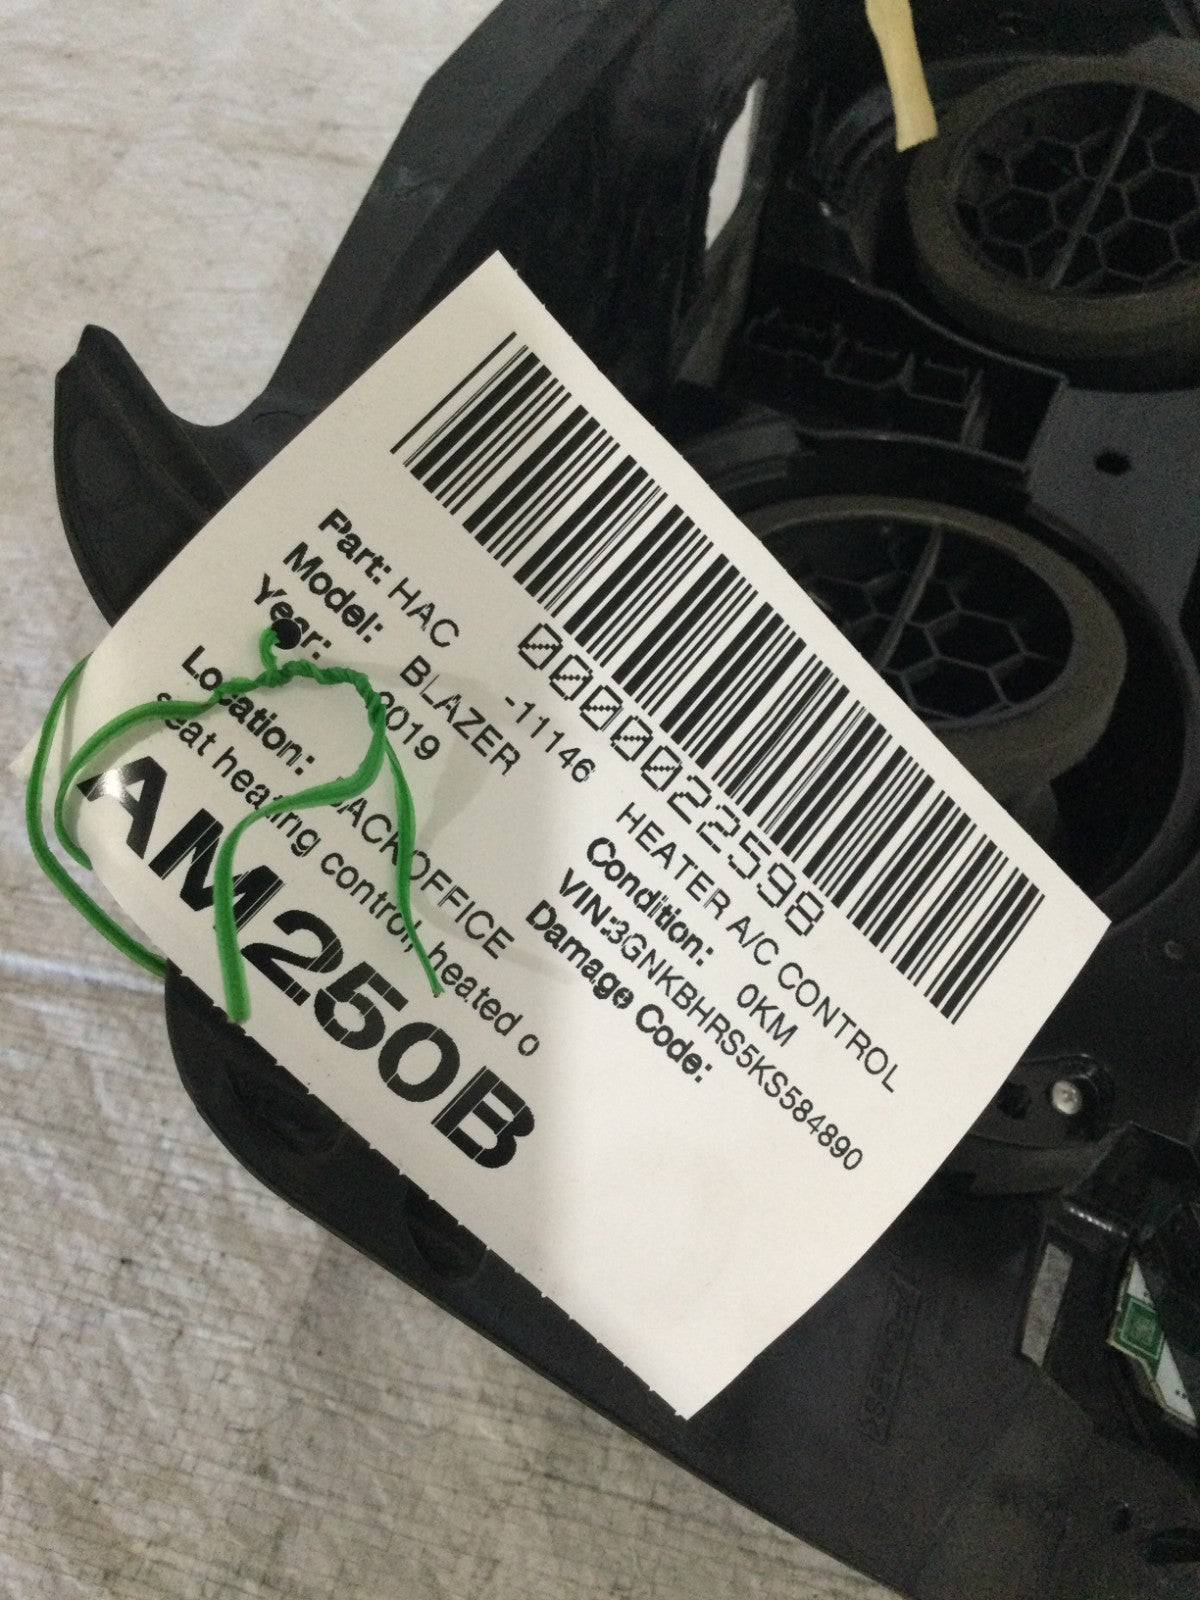 0000022598
Part: HAC -11146 HEATER A/C CONTROL
Model: BLAZER Condition: 0KM
Year: 2019 VIN:3GNKBHRS5KS584890
Damage Code:
Location: BACKOFFICE
seat heating control, heated o
AM250B